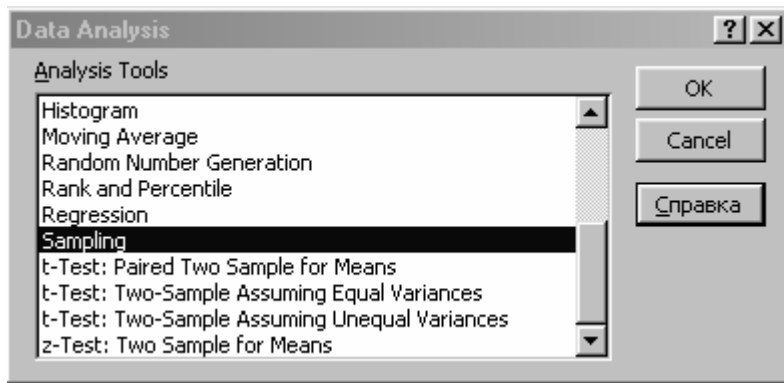 Data Analysis
Analysis Tools
Histogram
Moving Average
Random Number Generation
Rank and Percentile
Regression
Sampling
t-Test: Paired Two Sample for Means
t-Test: Two-Sample Assuming Equal Variances
t-Test: Two-Sample Assuming Unequal Variances
z-Test: Two Sample for Means
OK
Cancel
Справка